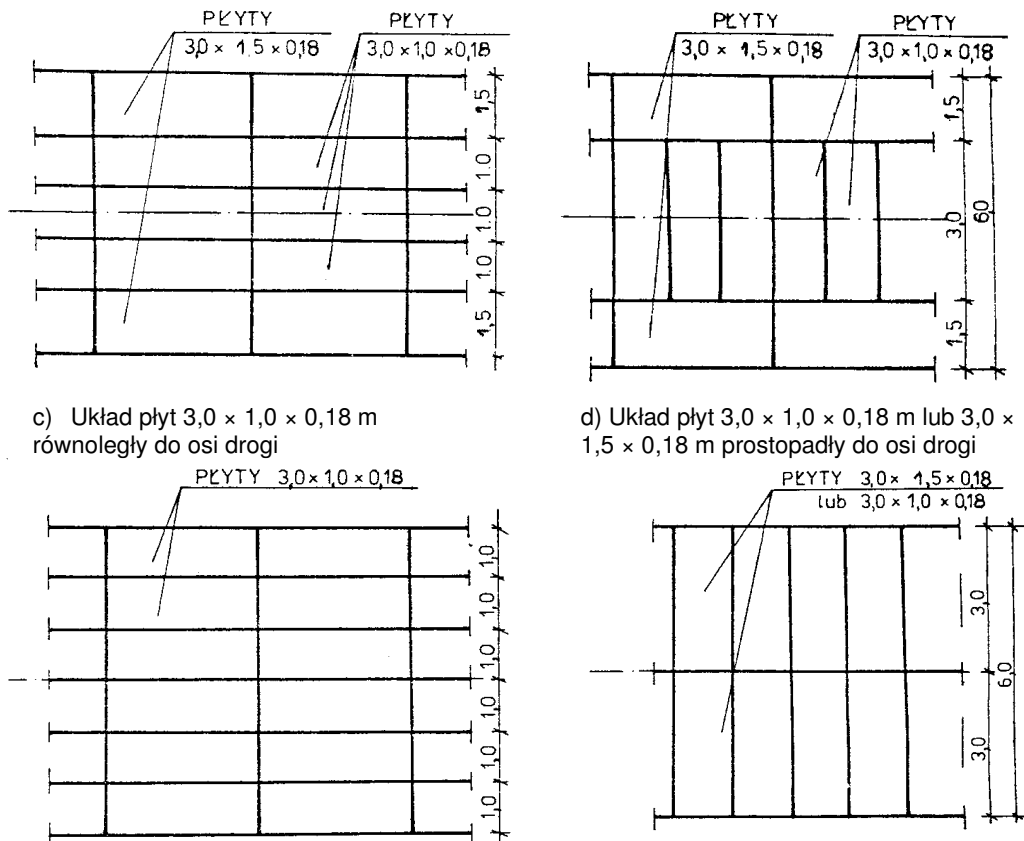 PŁYTY
3,0 × 1,5 × 0,18
PŁYTY
3,0 × 1,0 × 0,18
1,5
1.0
1.0
1.0
1,5
PŁYTY
3,0 × 1,5 × 0,18
PŁYTY
3,0 × 1,0 × 0,18
1,5
3,0
1,5
6,0
c) Układ płyt 3,0 × 1,0 × 0,18 m
równoległy do osi drogi
d) Układ płyt 3,0 × 1,0 × 0,18 m lub 3,0 ×
1,5 × 0,18 m prostopadły do osi drogi
PŁYTY 3,0 × 1,0 × 0,18
1,0
1,0
1,0
1,0
1,0
1,0
PŁYTY 3,0 × 1,5 × 0,18
lub 3,0 × 1,0 × 0,18
3,0
3,0
6,0